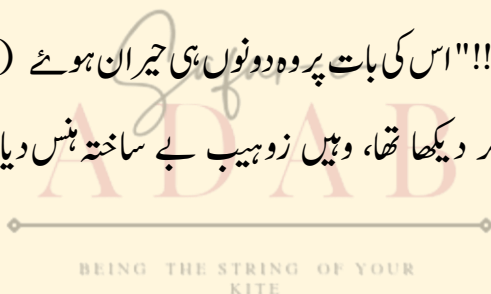 !!" اس کی بات پر وہ دونوں ہی حیران ہوئے (
ر دیکھا تھا، وہیں زوہیب بے ساختہ ہنس دیا
ADAB
BEING THE STRING OF YOUR
KITE